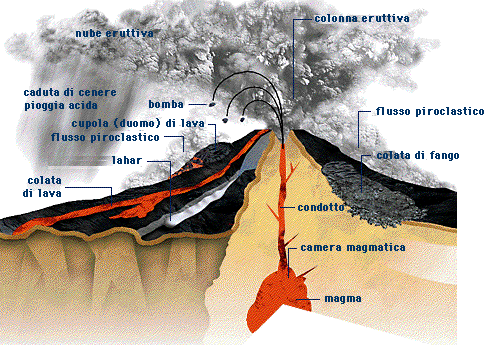 colonna eruttiva
nube eruttiva
caduta di cenere
pioggia acida
bomba
flusso piroclastico
cupola (duomo) di lava
flusso piroclastico
colata di fango
lahar
colata
di lava
condotto
camera magmatica
magma